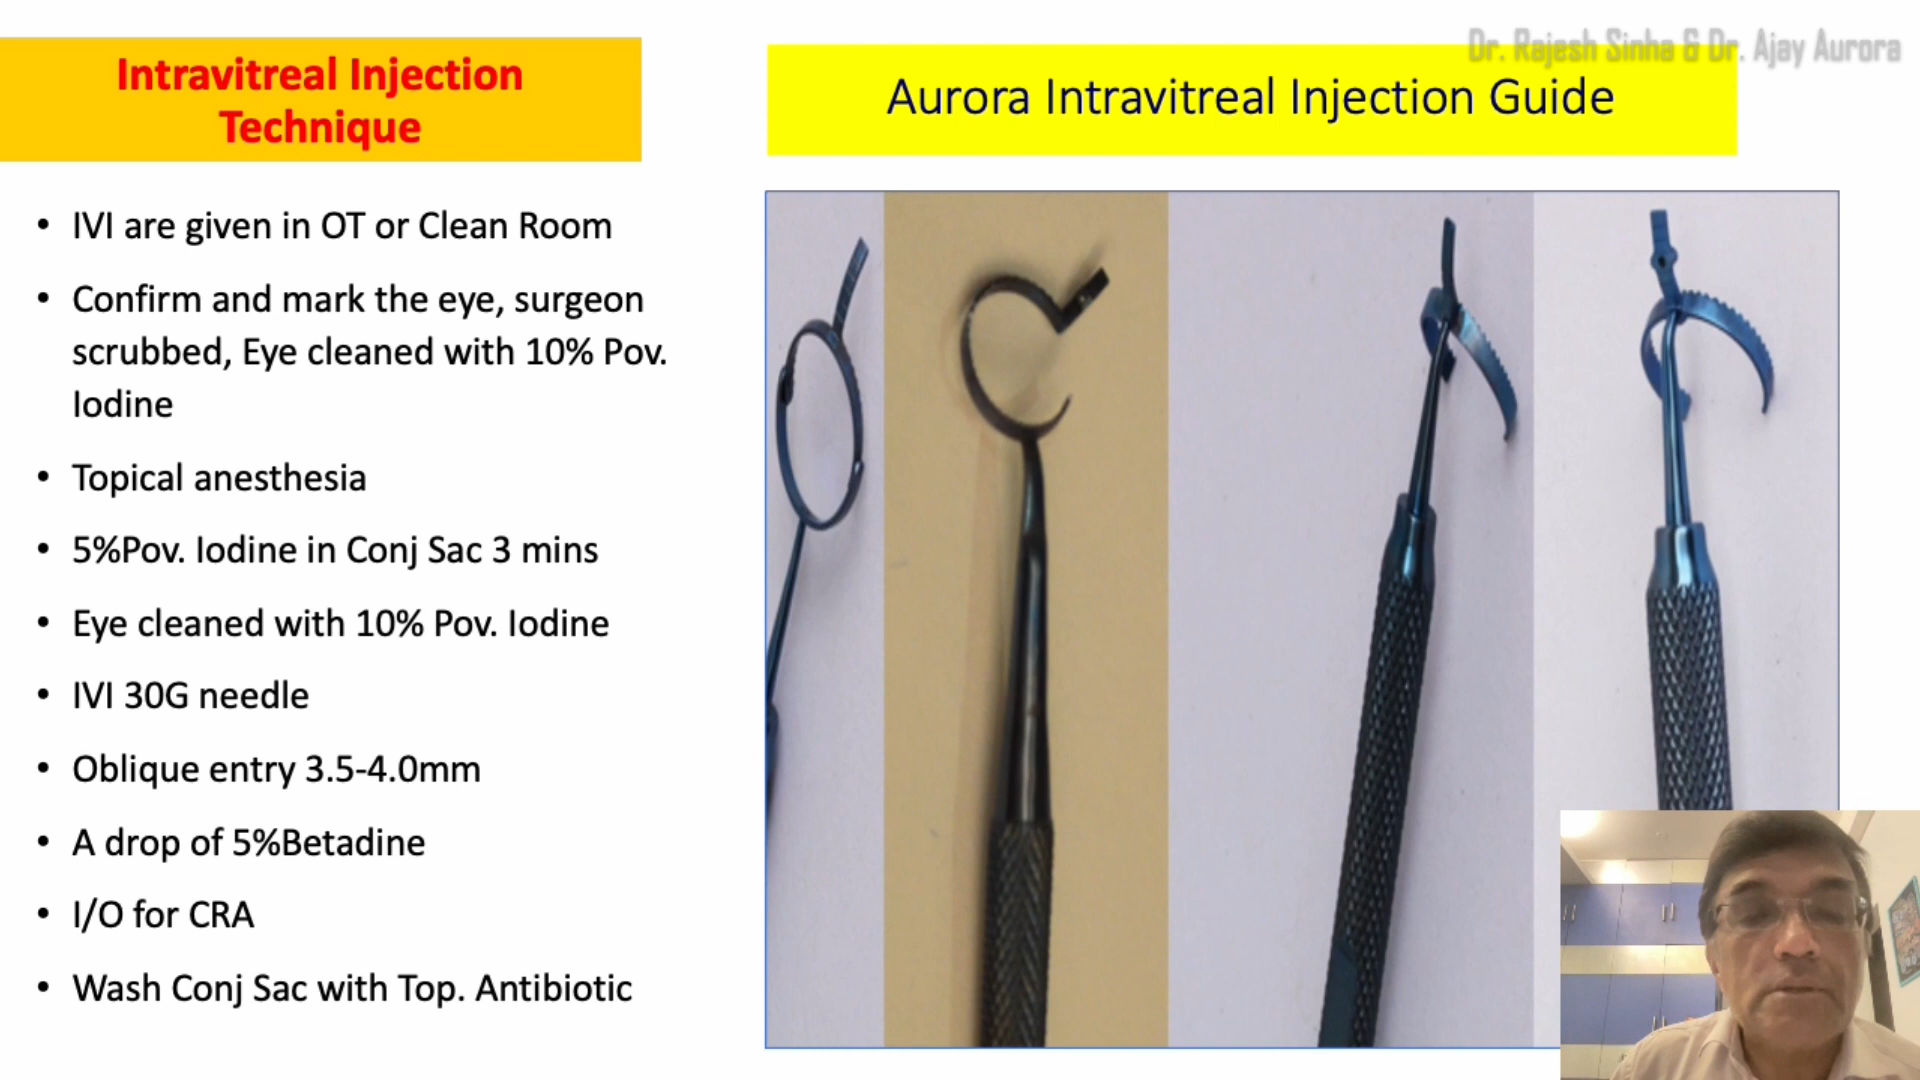 Dr. Rajesh Sinha & Dr. Ajay Aurora
Intravitreal Injection
Technique
Aurora Intravitreal Injection Guide
• IVI are given in OT or Clean Room
• Confirm and mark the eye, surgeon
scrubbed, Eye cleaned with 10% Pov.
Iodine
• Topical anesthesia
• 5%Pov. Iodine in Conj Sac 3 mins
• Eye cleaned with 10% Pov. Iodine
• IVI 30G needle
• Oblique entry 3.5-4.0mm
• A drop of 5%Betadine
• I/O for CRA
• Wash Conj Sac with Top. Antibiotic